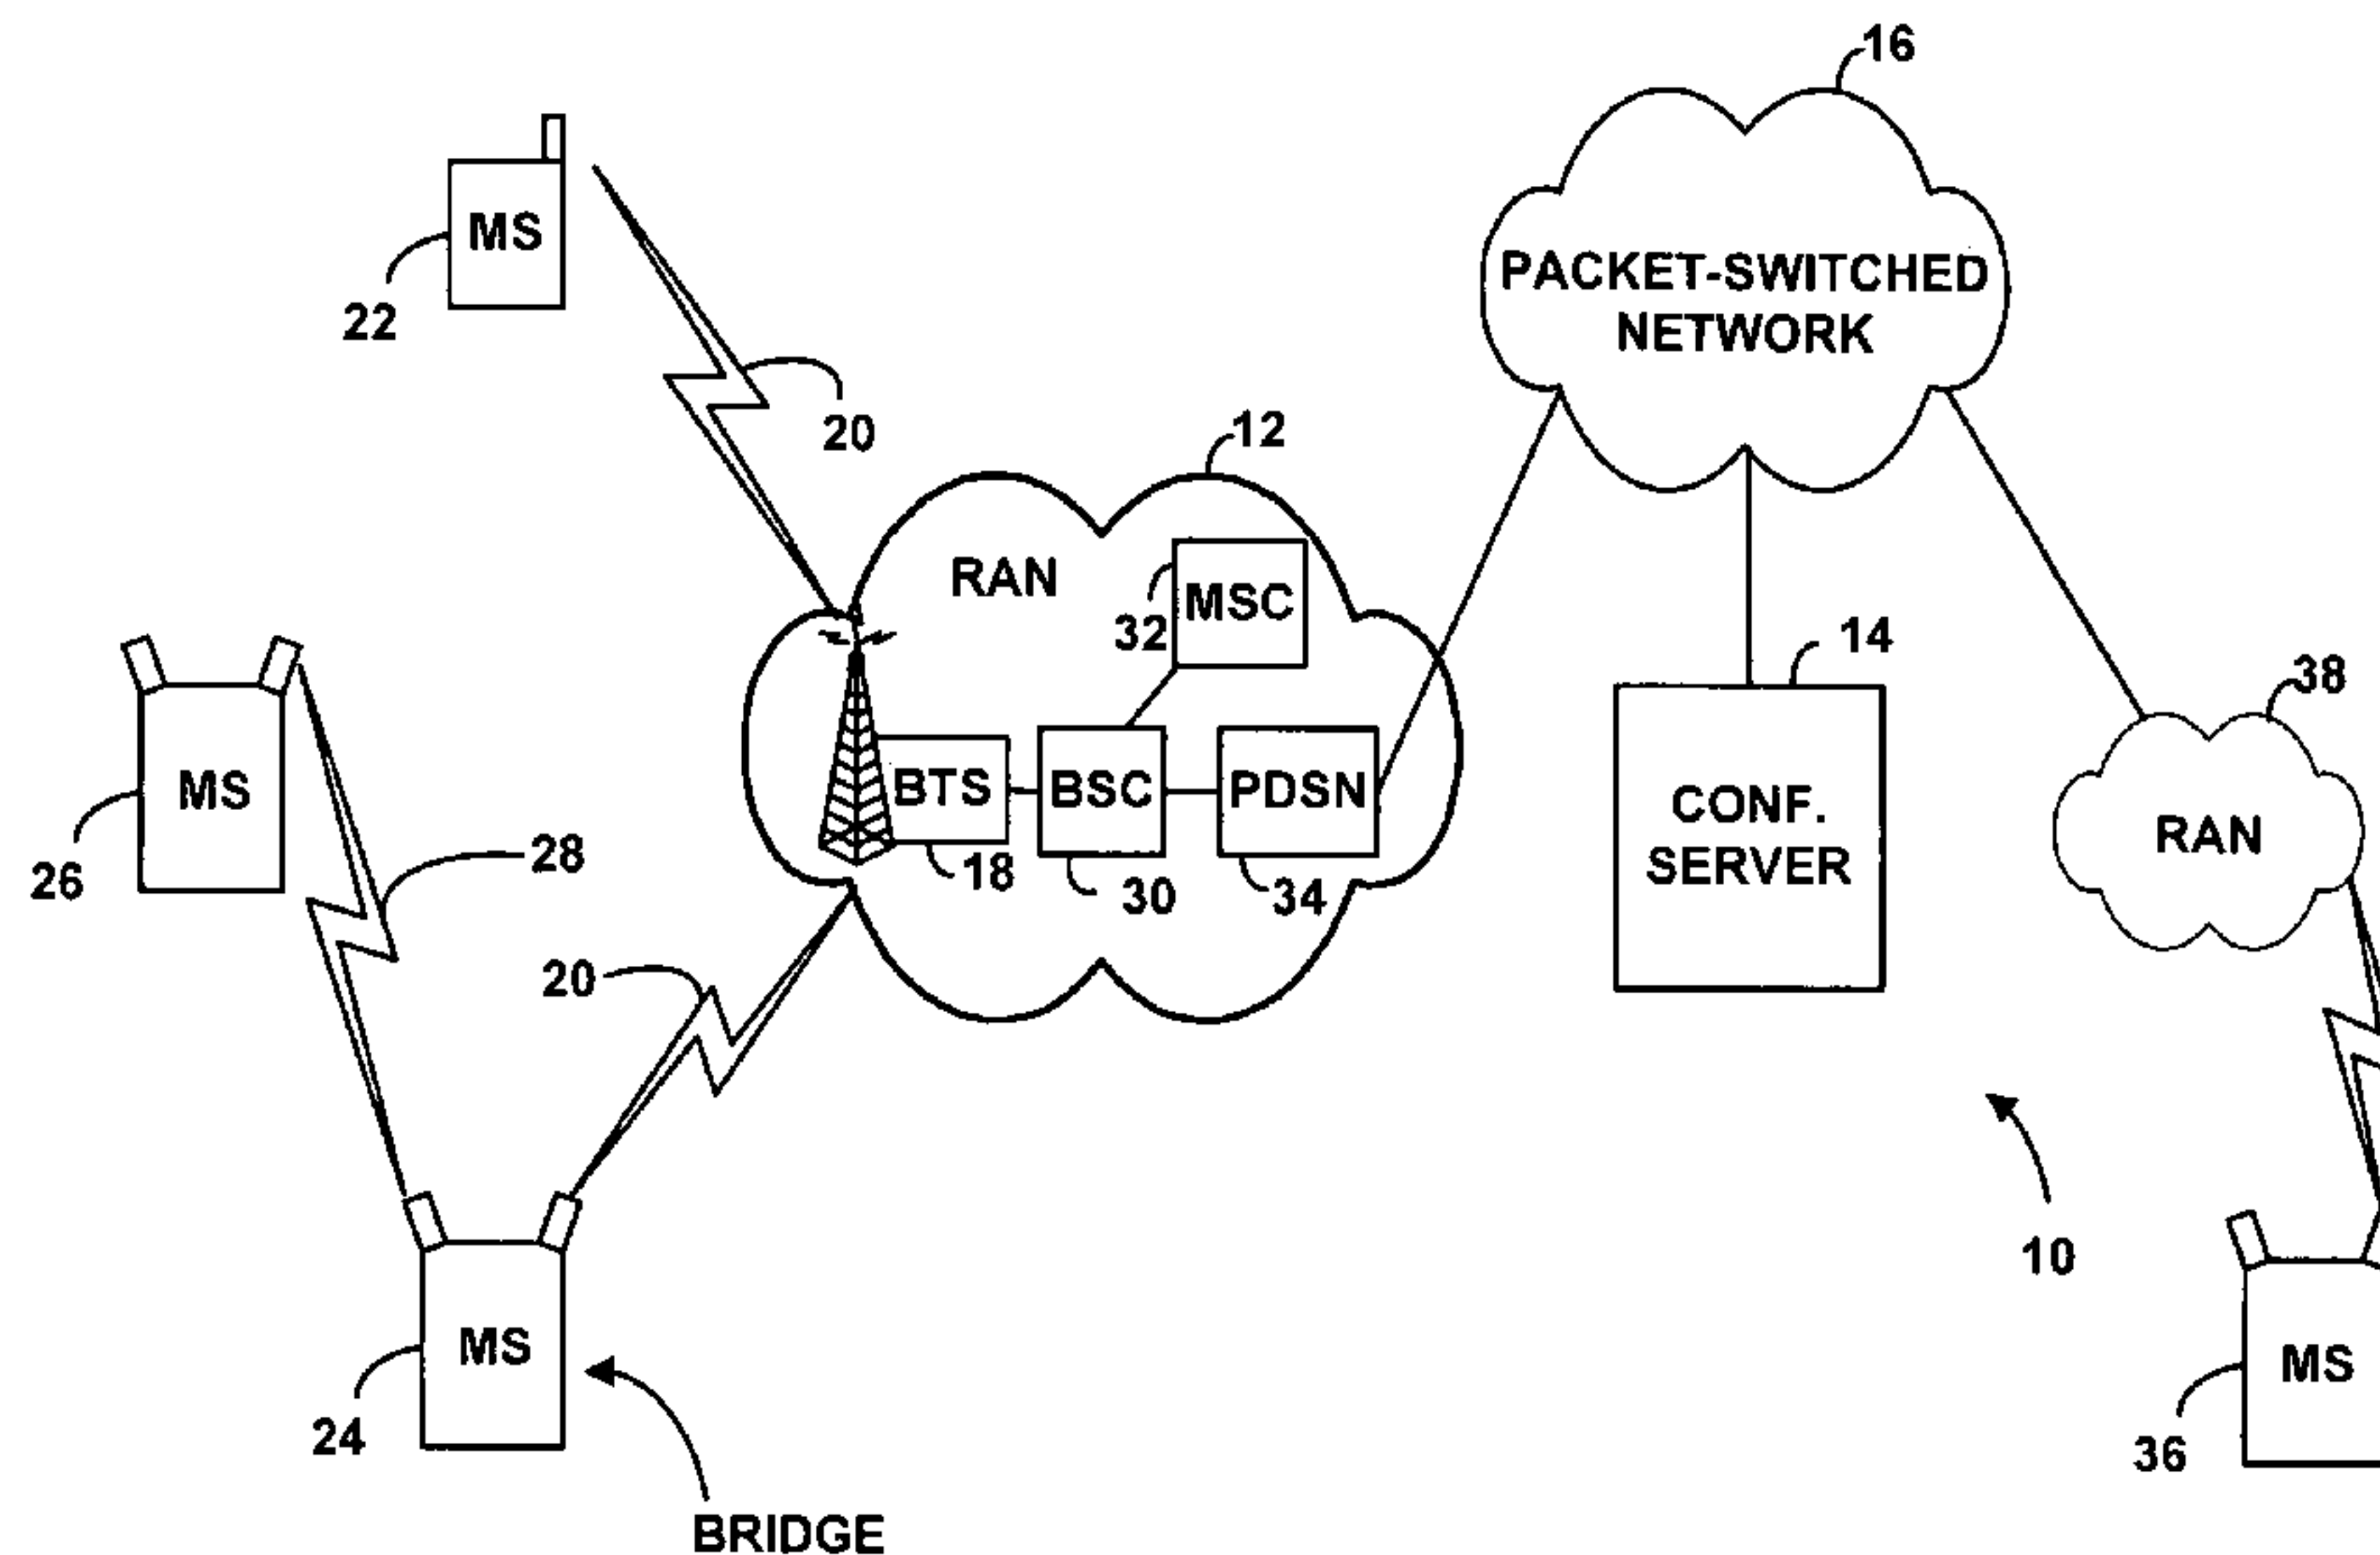 16
MS
22
PACKET-SWITCHED
NETWORK
20
12
RAN
MSC
32
14
38
MS
26
28
BTS
BSC
PDSN
18
30
34
CONF.
SERVER
RAN
20
10
MS
24
MS
36
BRIDGE